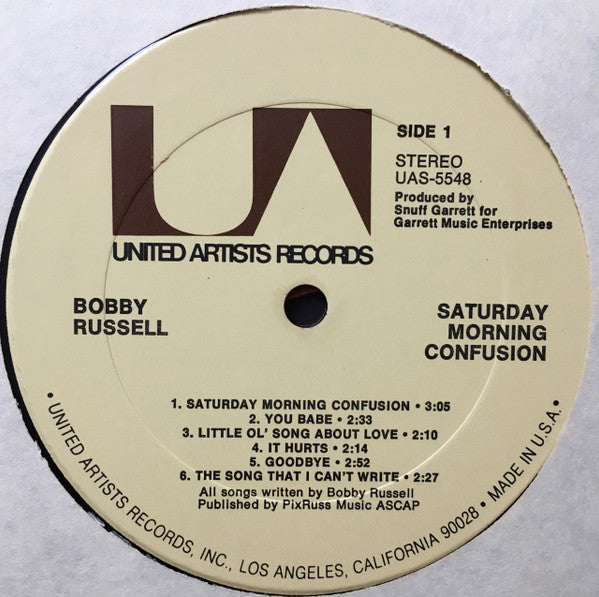 UA
SIDE 1
STEREO
UAS-5548
Produced by
Snuff Garrett for
Garrett Music Enterprises
UNITED ARTISTS RECORDS
BOBBY
RUSSELL
SATURDAY
MORNING
CONFUSION
1. SATURDAY MORNING CONFUSION • 3:05
2. YOU BABE • 2:33
3. LITTLE OL' SONG ABOUT LOVE • 2:10
4. IT HURTS • 2:14
5. GOODBYE • 2:52
6. THE SONG THAT I CAN'T WRITE • 2:27
All songs written by Bobby Russell
Published by PixRuss Music ASCAP
• UNITED ARTISTS RECORDS, INC., LOS ANGELES, CALIFORNIA 90028 • MADE IN U.S.A. •